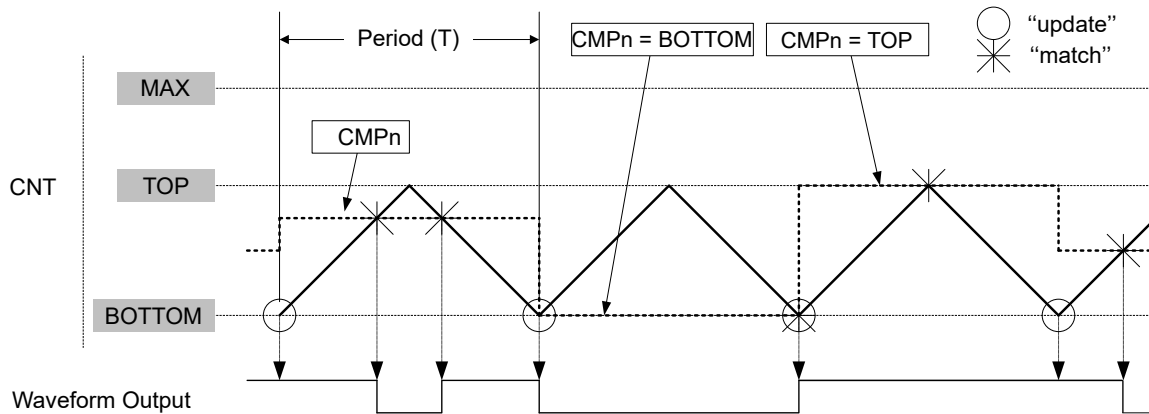 Period (T)
CMPn = BOTTOM
CMPn = TOP
“update”
“match”
MAX
CMPn
CNT
TOP
BOTTOM
Waveform Output